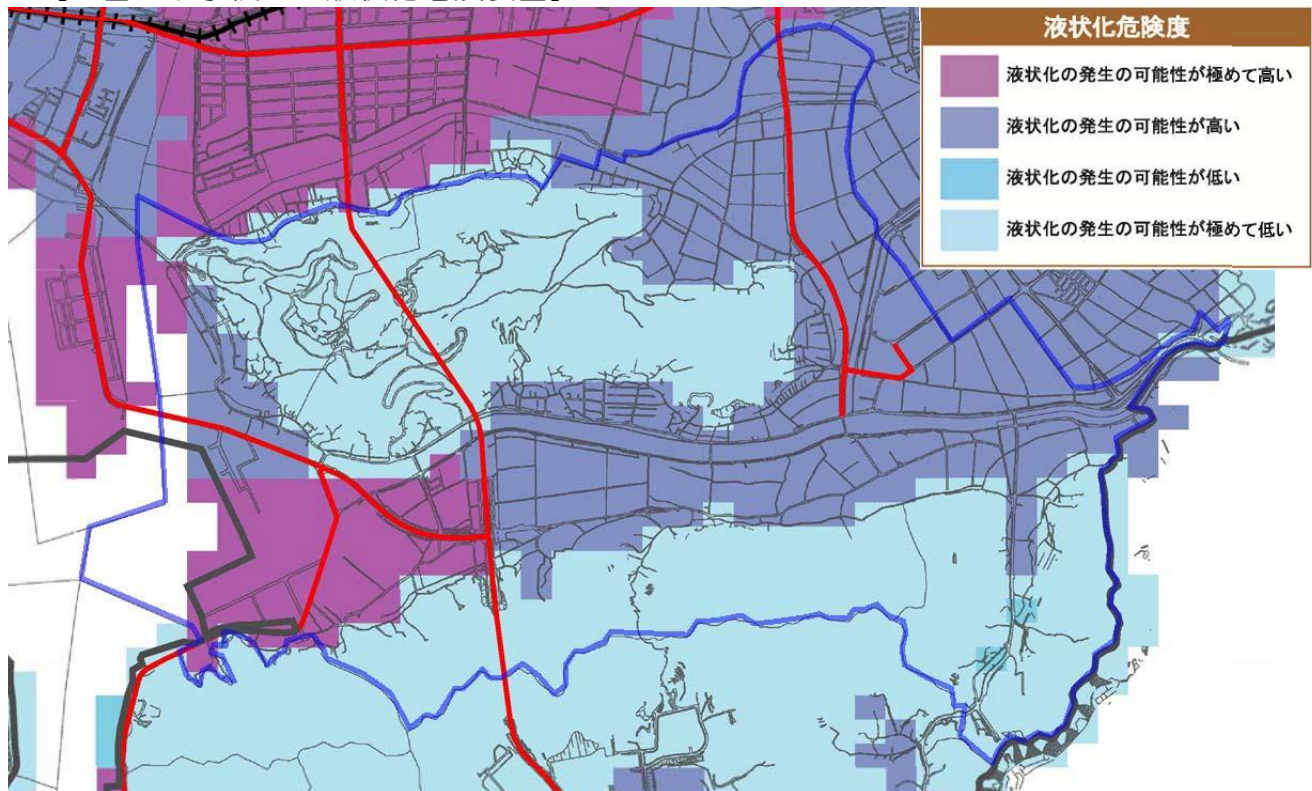 液状化危険度
液状化の発生の可能性が極めて高い
液状化の発生の可能性が高い
液状化の発生の可能性が低い
液状化の発生の可能性が極めて低い